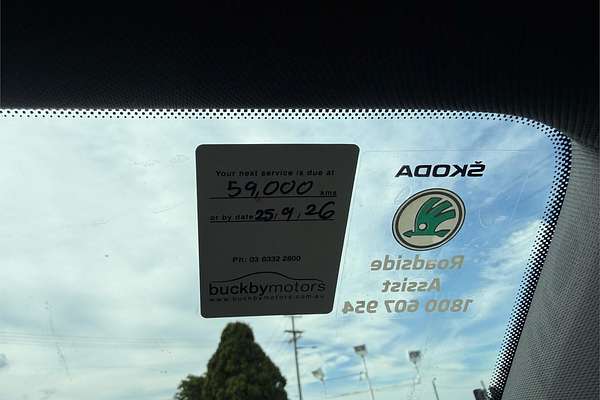 Your next service is due at
59,000 kms
or by date 25, 9, 26
Ph: 03 6332 2800
buckbymotors
www.buckbymotors.com.au
ŠKODA
Roadside
Assist
1800 607 954